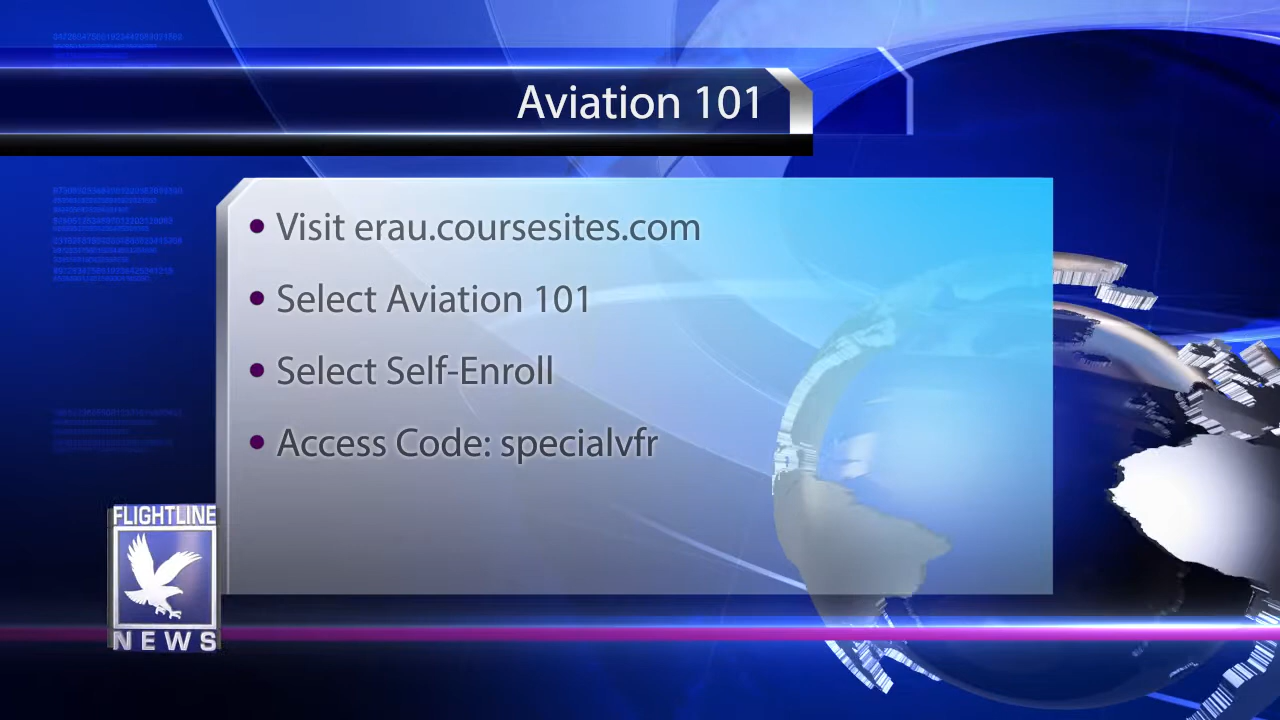 Aviation 101
• Visit erau.coursesites.com
• Select Aviation 101
• Select Self-Enroll
• Access Code: specialvfr
FLIGHTLINE
NEWS